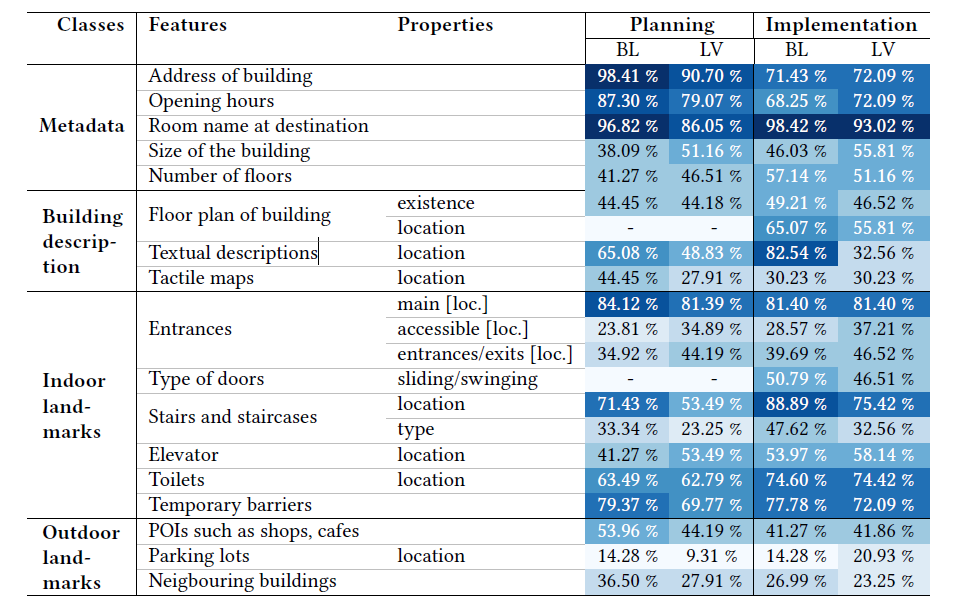 Classes Features Properties Planning Implementation
BL LV BL LV
Metadata
Address of building 98.41 % 90.70 % 71.43 % 72.09 %
Opening hours 87.30 % 79.07 % 68.25 % 72.09 %
Room name at destination 96.82 % 86.05 % 98.42 % 93.02 %
Size of the building 38.09 % 51.16 % 46.03 % 55.81 %
Number of floors 41.27 % 46.51 % 57.14 % 51.16 %
Building
descrip-
tion
Floor plan of building existence 44.45 % 44.18 % 49.21 % 46.52 %
location - - 65.07 % 55.81 %
Textual descriptions location 65.08 % 48.83 % 82.54 % 32.56 %
Tactile maps location 44.45 % 27.91 % 30.23 % 30.23 %
Indoor
land-
marks
Entrances main [loc.] 84.12 % 81.39 % 81.40 % 81.40 %
accessible [loc.] 23.81 % 34.89 % 28.57 % 37.21 %
entrances/exits [loc.] 34.92 % 44.19 % 39.69 % 46.52 %
Type of doors sliding/swinging - - 50.79 % 46.51 %
Stairs and staircases location 71.43 % 53.49 % 88.89 % 75.42 %
type 33.34 % 23.25 % 47.62 % 32.56 %
Elevator location 41.27 % 53.49 % 53.97 % 58.14 %
Toilets location 63.49 % 62.79 % 74.60 % 74.42 %
Temporary barriers 79.37 % 69.77 % 77.78 % 72.09 %
Outdoor
land-
marks
POIs such as shops, cafes 53.96 % 44.19 % 41.27 % 41.86 %
Parking lots location 14.28 % 9.31 % 14.28 % 20.93 %
Neigbouring buildings 36.50 % 27.91 % 26.99 % 23.25 %